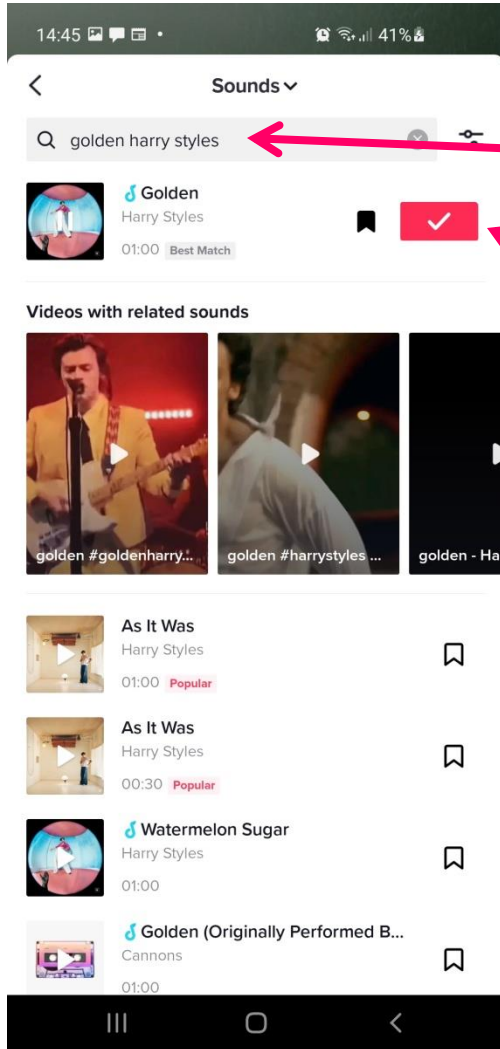 14:45
41%
Sounds
golden harry styles
Golden
Harry Styles
01:00 Best Match
Videos with related sounds
golden #goldenharry...
golden #harrystyles ...
golden - Ha
As It Was
Harry Styles
01:00 Popular
As It Was
Harry Styles
00:30 Popular
Watermelon Sugar
Harry Styles
01:00
Golden (Originally Performed B...
Cannons
01:00